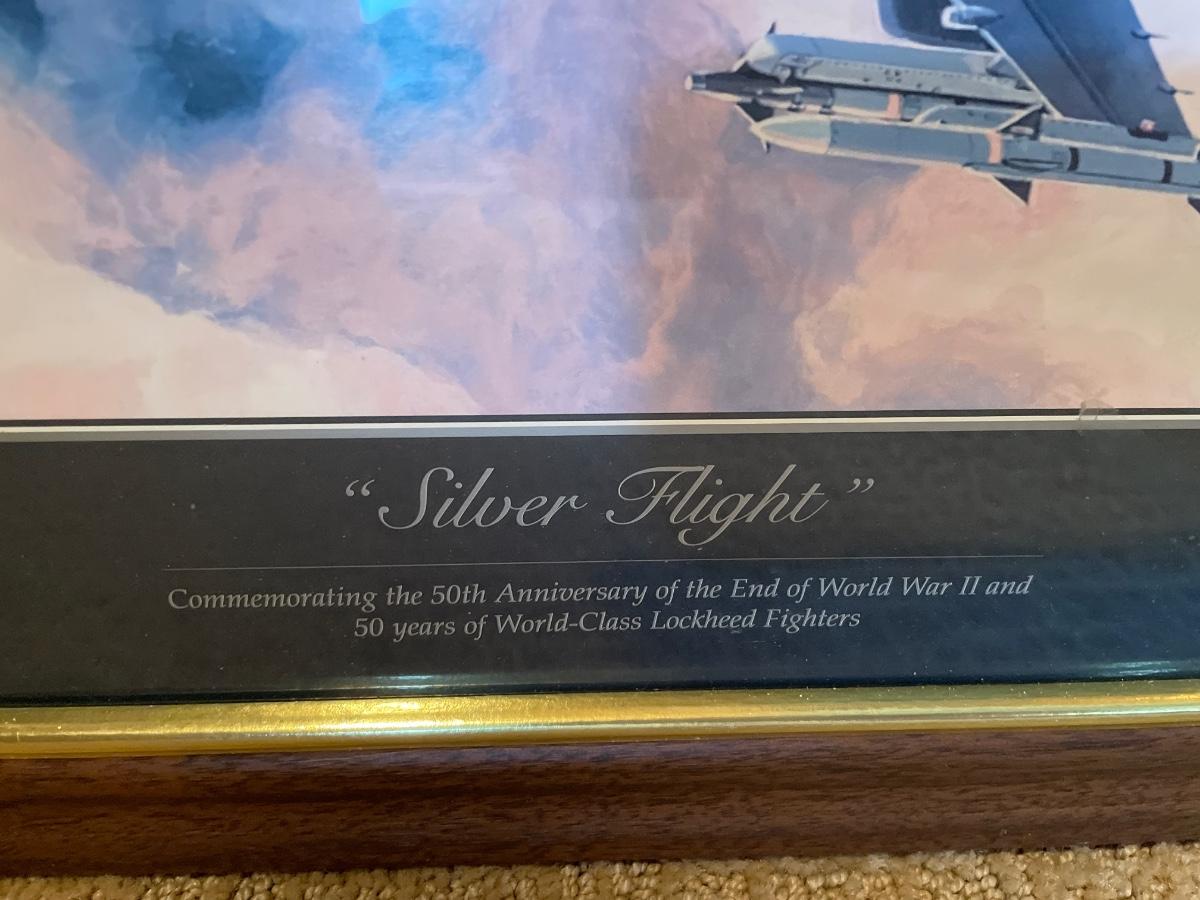 “ Silver Flight ”
Commemorating the 50th Anniversary of the End of World War II and
50 years of World-Class Lockheed Fighters